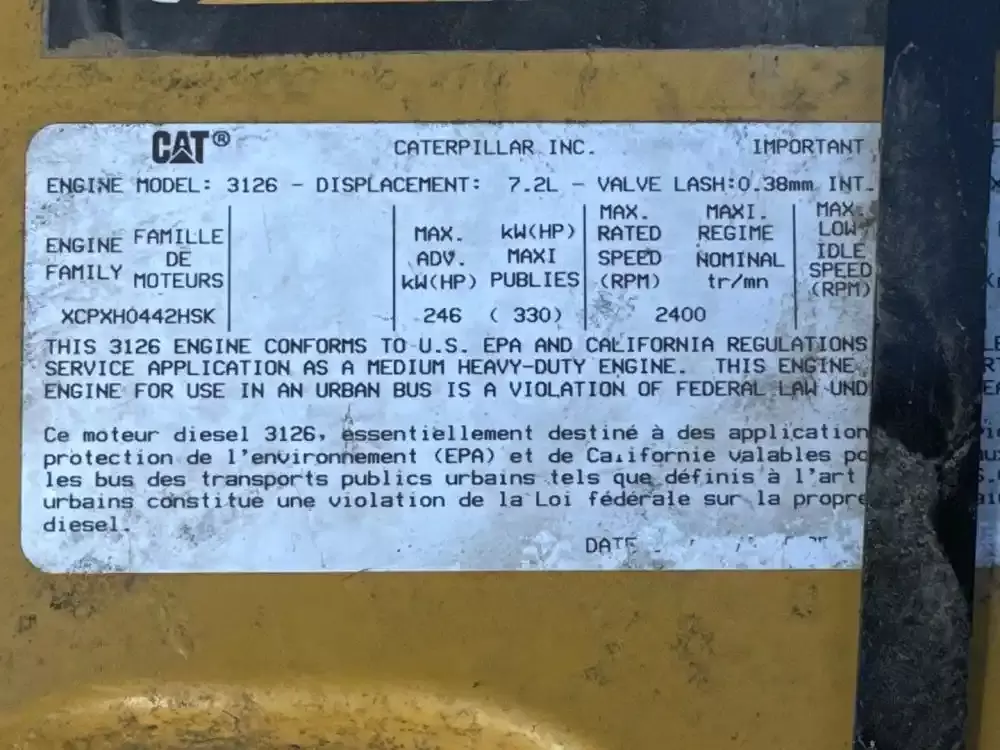 CAT® CATERPILLAR INC. IMPORTANT
ENGINE MODEL: 3126 - DISPLACEMENT: 7.2L - VALVE LASH:0.38mm INT.
ENGINE FAMILY
FAMILLE DE MOTEURS
MAX. ADV. kW(HP)
kW(HP) MAXI PUBLIES
MAX. RATED SPEED (RPM)
MAXI. REGIME NOMINAL tr/mn
MAX. LOW IDLE SPEED (RPM)
XCPXH0442HSK 246 ( 330) 2400
THIS 3126 ENGINE CONFORMS TO U.S. EPA AND CALIFORNIA REGULATIONS
SERVICE APPLICATION AS A MEDIUM HEAVY-DUTY ENGINE. THIS ENGINE
ENGINE FOR USE IN AN URBAN BUS IS A VIOLATION OF FEDERAL LAW UND
Ce moteur diesel 3126, essentiellement destiné à des application
protection de l'environnement (EPA) et de Californie valables po
les bus des transports publics urbains tels que définis à l'art
urbains constitue une violation de la Loi fédérale sur la propre
diesel.
DATE